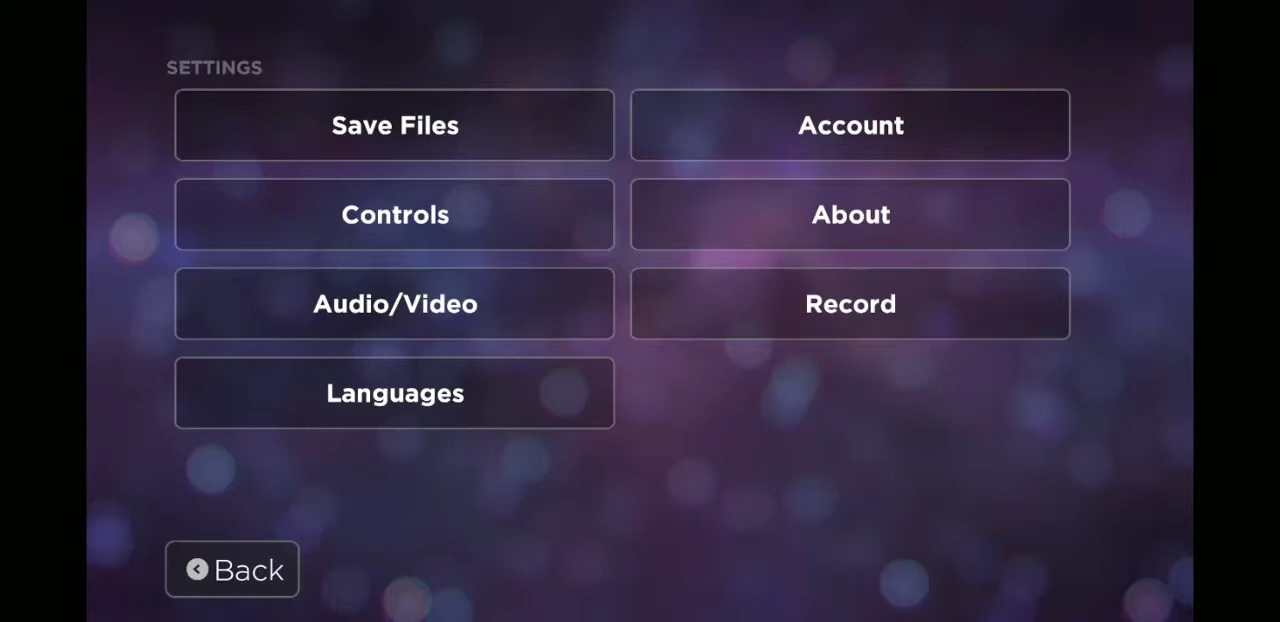 SETTINGS
Save Files
Account
Controls
About
Audio/Video
Record
Languages
Back